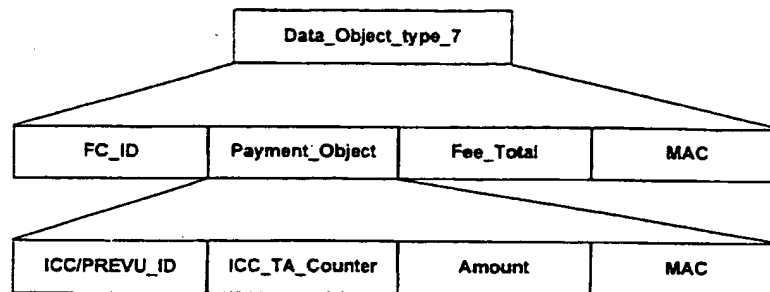 Data_Object_type_7
FC_ID Payment_Object Fee_Total MAC
ICC/PREVU_ID ICC_TA_Counter Amount MAC